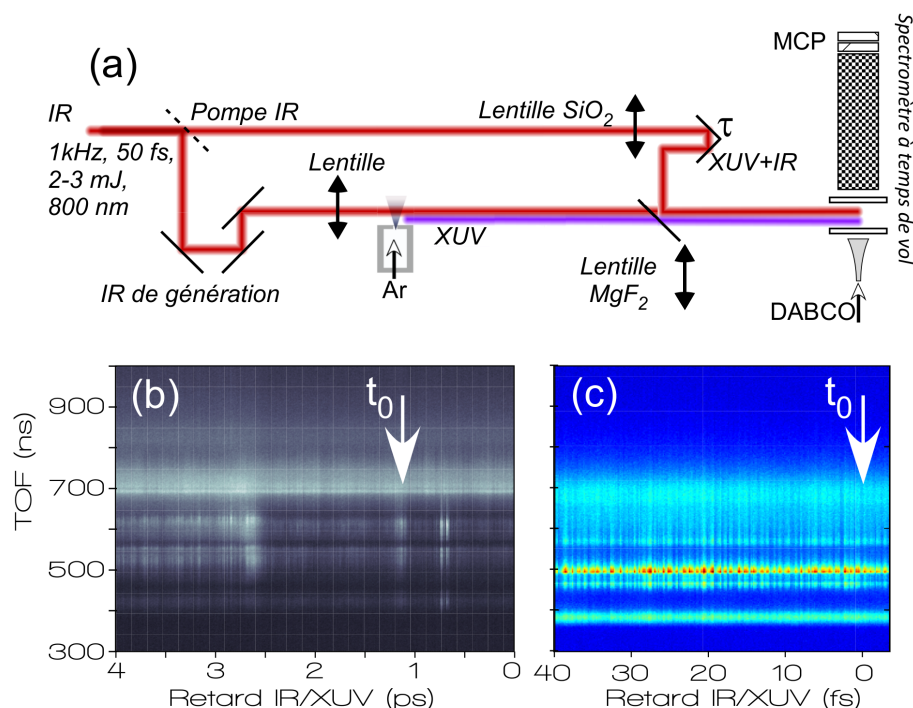 (a)
IR
1kHz, 50 fs,
2-3 mJ,
800 nm
Pompe IR
Lentille SiO2
τ
XUV+IR
MCP
Spectromètre à temps de vol
Lentille
XUV
Ar
IR de génération
Lentille
MgF2
DABCO
(b)
t0
TOF (ns)
900
700
500
300
4 3 2 1 0
Retard IR/XUV (ps)
(c)
t0
40 30 20 10 0
Retard IR/XUV (fs)